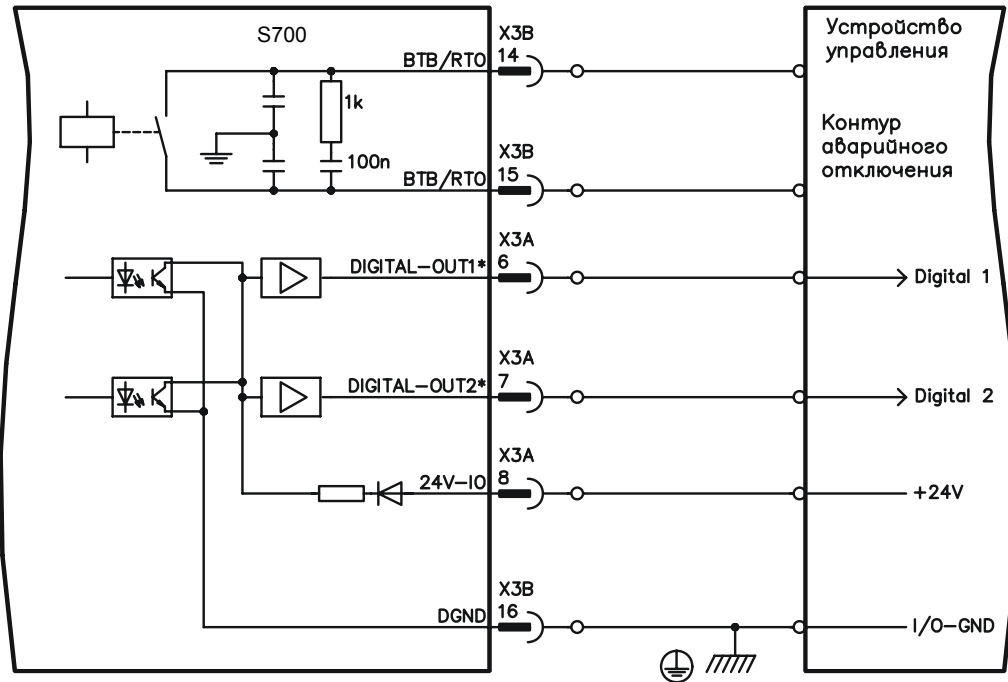 S700
X3B
14
BTB/RTO
1k
100n
X3B
15
BTB/RTO
X3A
6
DIGITAL-OUT1*
X3A
7
DIGITAL-OUT2*
X3A
8
24V-IO
X3B
16
DGND
Устройство
управления
Контур
аварийного
отключения
Digital 1
Digital 2
+24V
I/O-GND